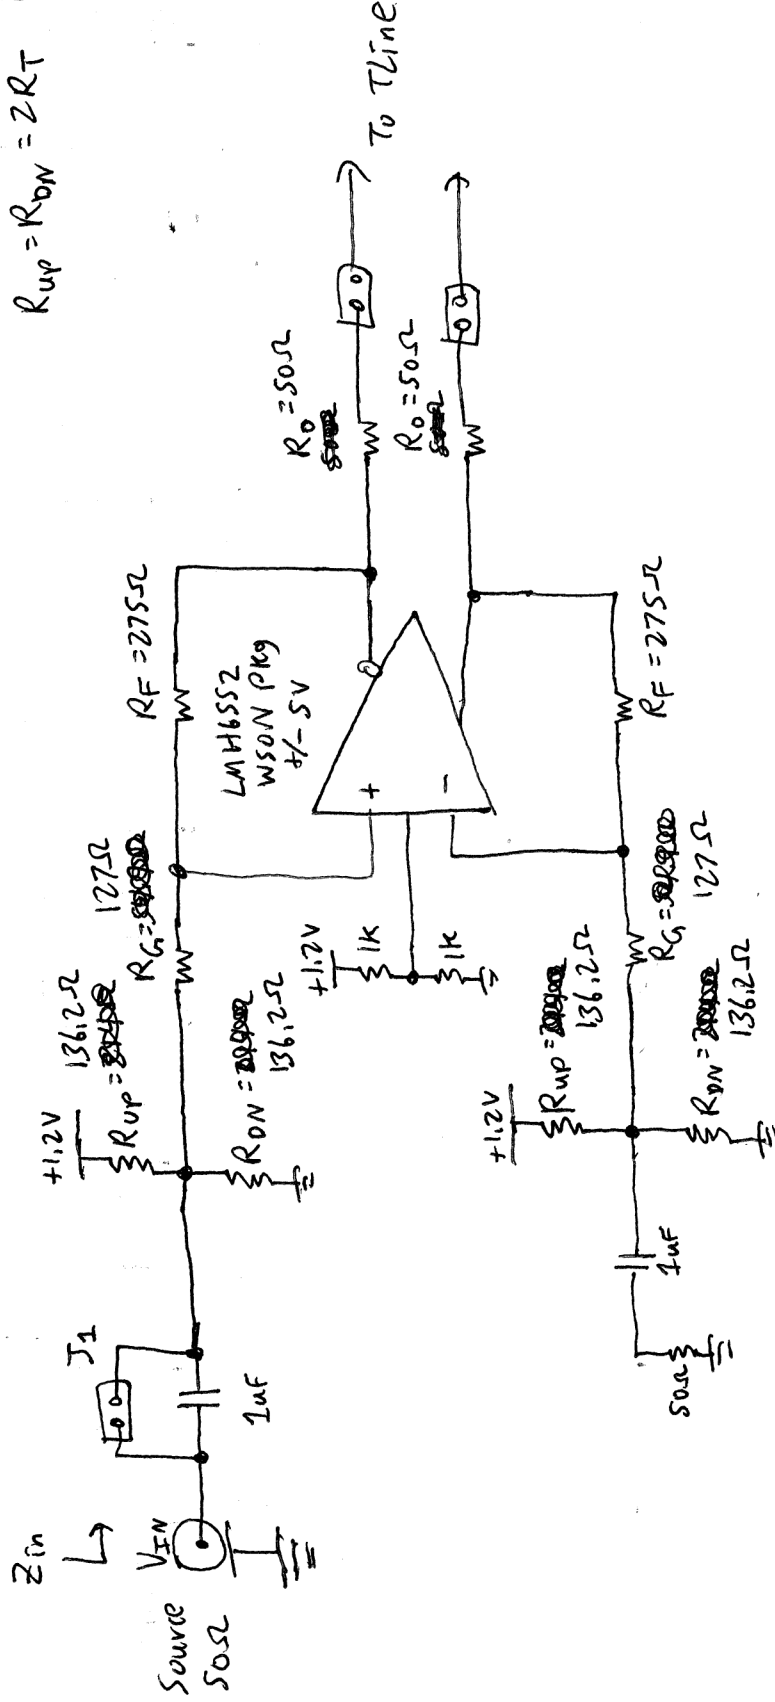 R_UP = R_DN = 2R_T
Zin
Source
50Ω
V_IN
J1
1uF
+1.2V
R_UP =
136.2Ω
R_DN =
136.2Ω
R_G =
127Ω
R_F = 275Ω
LMH6552
WSON Pkg
+/- 5V
+
-
+1.2V
1K
1K
R_O = 50Ω
R_O = 50Ω
To TLine
50Ω
1uF
+1.2V
R_UP =
136.2Ω
R_DN =
136.2Ω
R_G =
127Ω
R_F = 275Ω